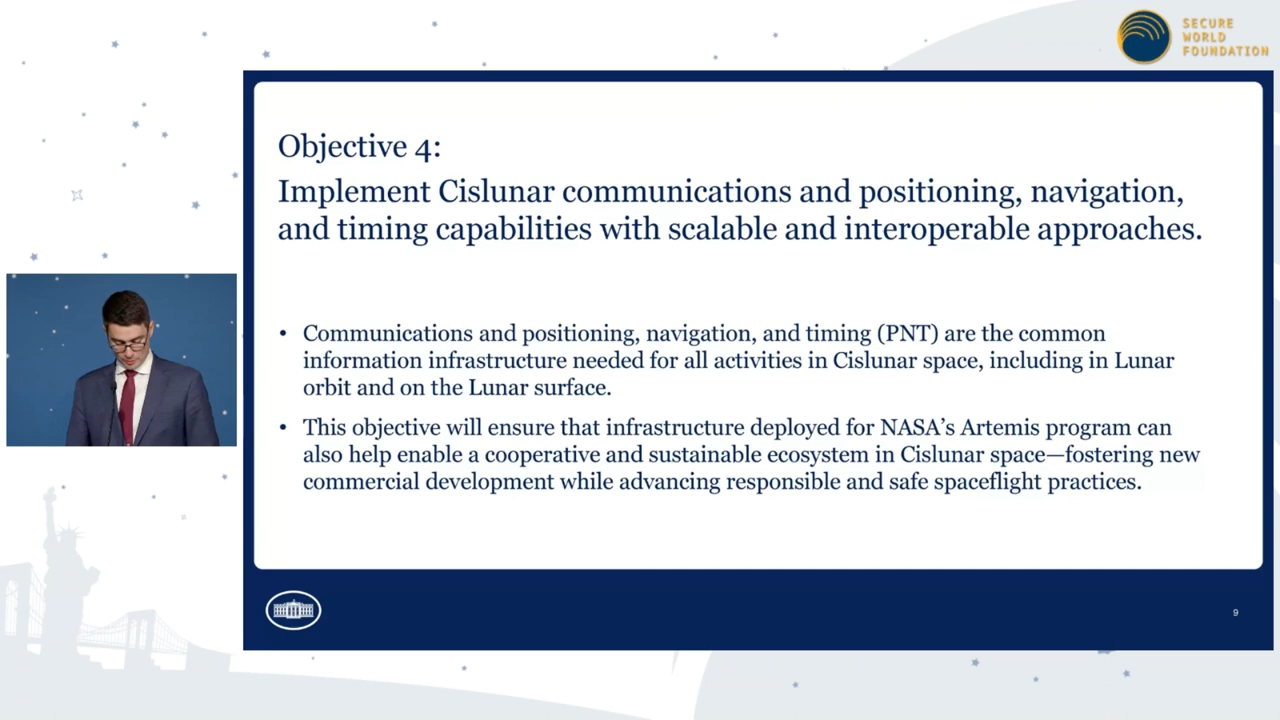 SECURE
WORLD
FOUNDATION
Objective 4:
Implement Cislunar communications and positioning, navigation,
and timing capabilities with scalable and interoperable approaches.
• Communications and positioning, navigation, and timing (PNT) are the common
information infrastructure needed for all activities in Cislunar space, including in Lunar
orbit and on the Lunar surface.
• This objective will ensure that infrastructure deployed for NASA’s Artemis program can
also help enable a cooperative and sustainable ecosystem in Cislunar space—fostering new
commercial development while advancing responsible and safe spaceflight practices.
9